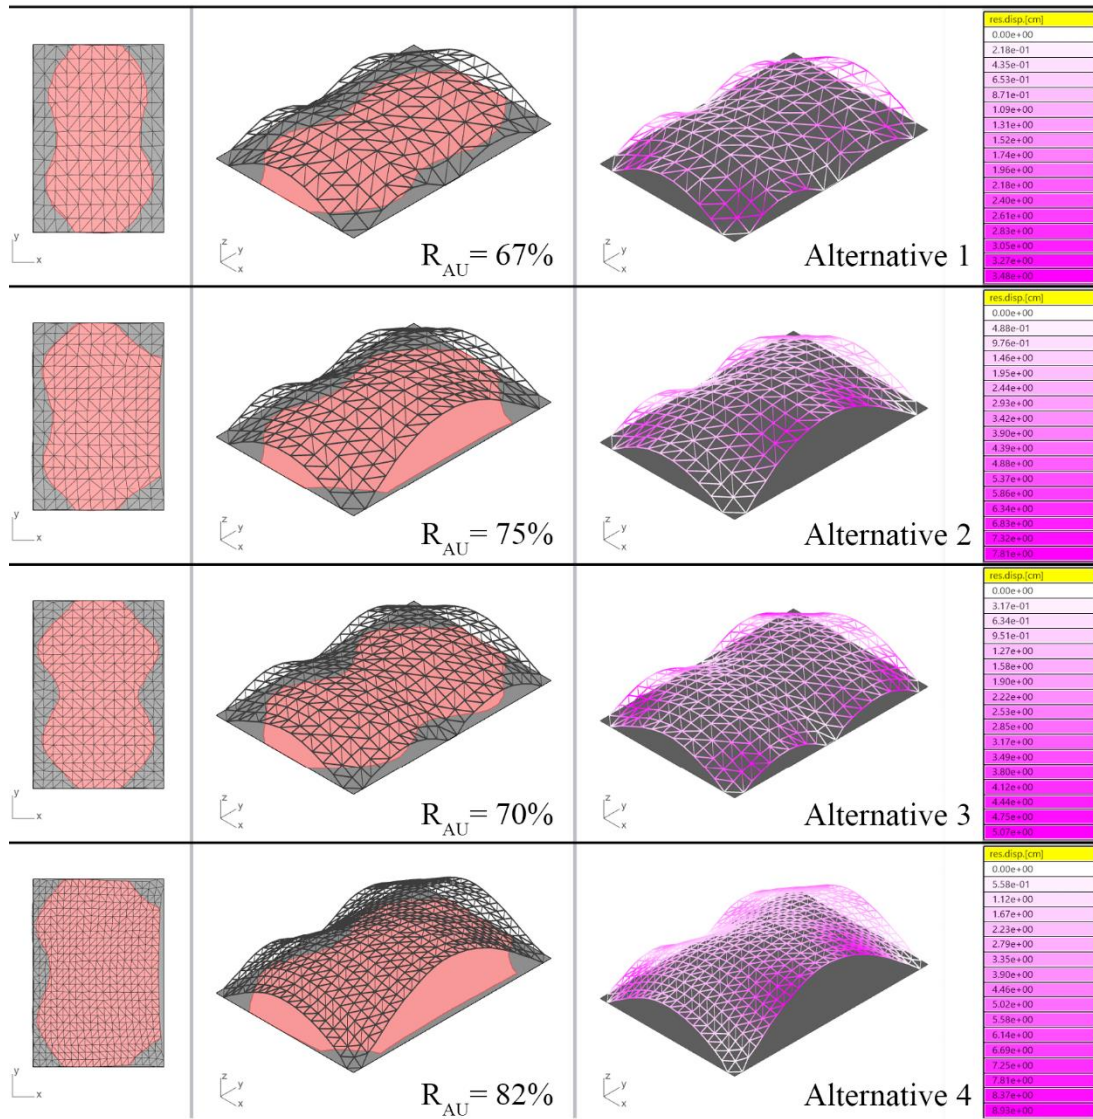 y
x
z
y
x
R_AU = 67%
z
y
x
Alternative 1
res.disp.[cm]
0.00e+00
2.18e-01
4.35e-01
6.53e-01
8.71e-01
1.09e+00
1.31e+00
1.52e+00
1.74e+00
1.96e+00
2.18e+00
2.40e+00
2.61e+00
2.83e+00
3.05e+00
3.27e+00
3.48e+00
y
x
z
y
x
R_AU = 75%
z
y
x
Alternative 2
res.disp.[cm]
0.00e+00
4.88e-01
9.76e-01
1.46e+00
1.95e+00
2.44e+00
2.93e+00
3.42e+00
3.90e+00
4.39e+00
4.88e+00
5.37e+00
5.86e+00
6.34e+00
6.83e+00
7.32e+00
7.81e+00
y
x
z
y
x
R_AU = 70%
z
y
x
Alternative 3
res.disp.[cm]
0.00e+00
3.17e-01
6.34e-01
9.51e-01
1.27e+00
1.58e+00
1.90e+00
2.22e+00
2.53e+00
2.85e+00
3.17e+00
3.49e+00
3.80e+00
4.12e+00
4.44e+00
4.75e+00
5.07e+00
y
x
z
y
x
R_AU = 82%
z
y
x
Alternative 4
res.disp.[cm]
0.00e+00
5.58e-01
1.12e+00
1.67e+00
2.23e+00
2.79e+00
3.35e+00
3.90e+00
4.46e+00
5.02e+00
5.58e+00
6.14e+00
6.69e+00
7.25e+00
7.81e+00
8.37e+00
8.93e+00